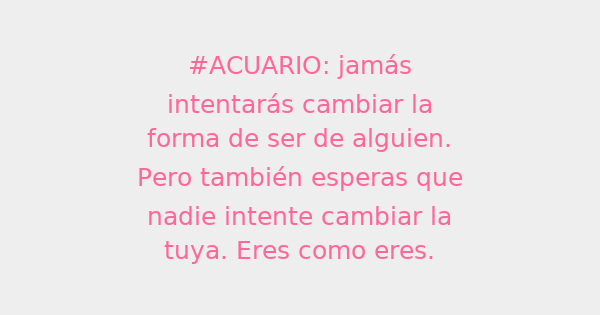 #ACUARIO: jamás
intentarás cambiar la
forma de ser de alguien.
Pero también esperas que
nadie intente cambiar la
tuya. Eres como eres.